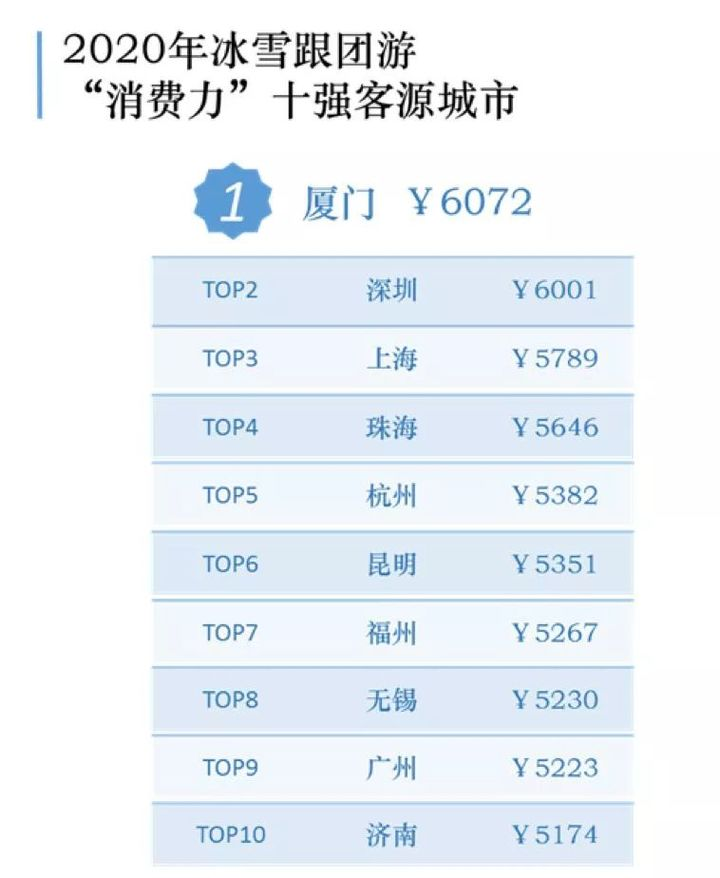 2020年冰雪跟团游
“消费力”十强客源城市
1 厦门 ￥6072
TOP2 深圳 ￥6001
TOP3 上海 ￥5789
TOP4 珠海 ￥5646
TOP5 杭州 ￥5382
TOP6 昆明 ￥5351
TOP7 福州 ￥5267
TOP8 无锡 ￥5230
TOP9 广州 ￥5223
TOP10 济南 ￥5174